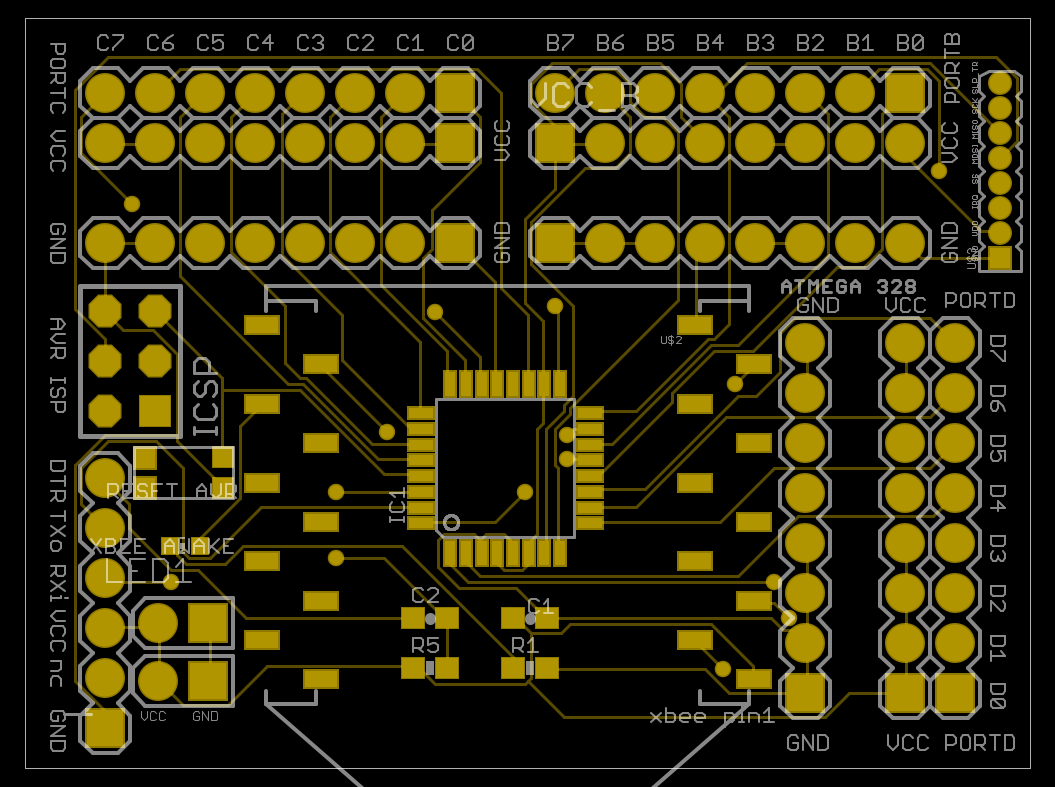 C7 C6 C5 C4 C3 C2 C1 C0 B7 B6 B5 B4 B3 B2 B1 B0
PORTC
VCC
GND
VCC_B
VCC
GND
PORTB
VCC
GND
SLP_TR
SCK
MISO
MOSI
SS
IRQ
VDD
GND
ATMEGA 328
GND VCC PORTD
AVR ISP
ICSP
U$2
D7
D6
D5
D4
D3
D2
D1
D0
IC1
RESET AVR
XBEE AWAKE
LED1
DTR
TXo
RXi
VCC
nc
GND
C2
C1
R5
R1
VCC GND
xbee pin1
GND VCC PORTD